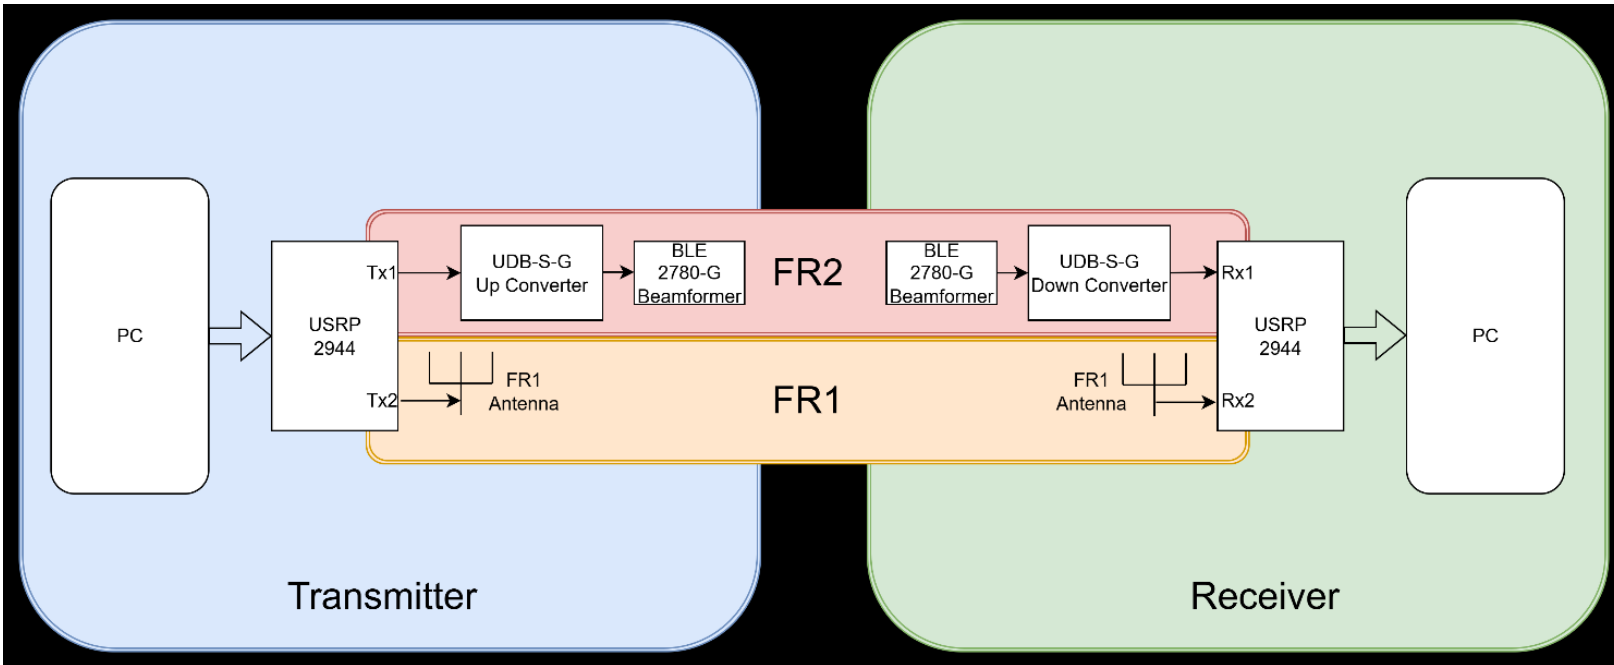 PC
USRP
2944
Tx1
Tx2
UDB-S-G
Up Converter
BLE
2780-G
Beamformer
FR2
BLE
2780-G
Beamformer
UDB-S-G
Down Converter
FR1
Antenna
FR1
FR1
Antenna
Rx1
Rx2
USRP
2944
PC
Transmitter
Receiver